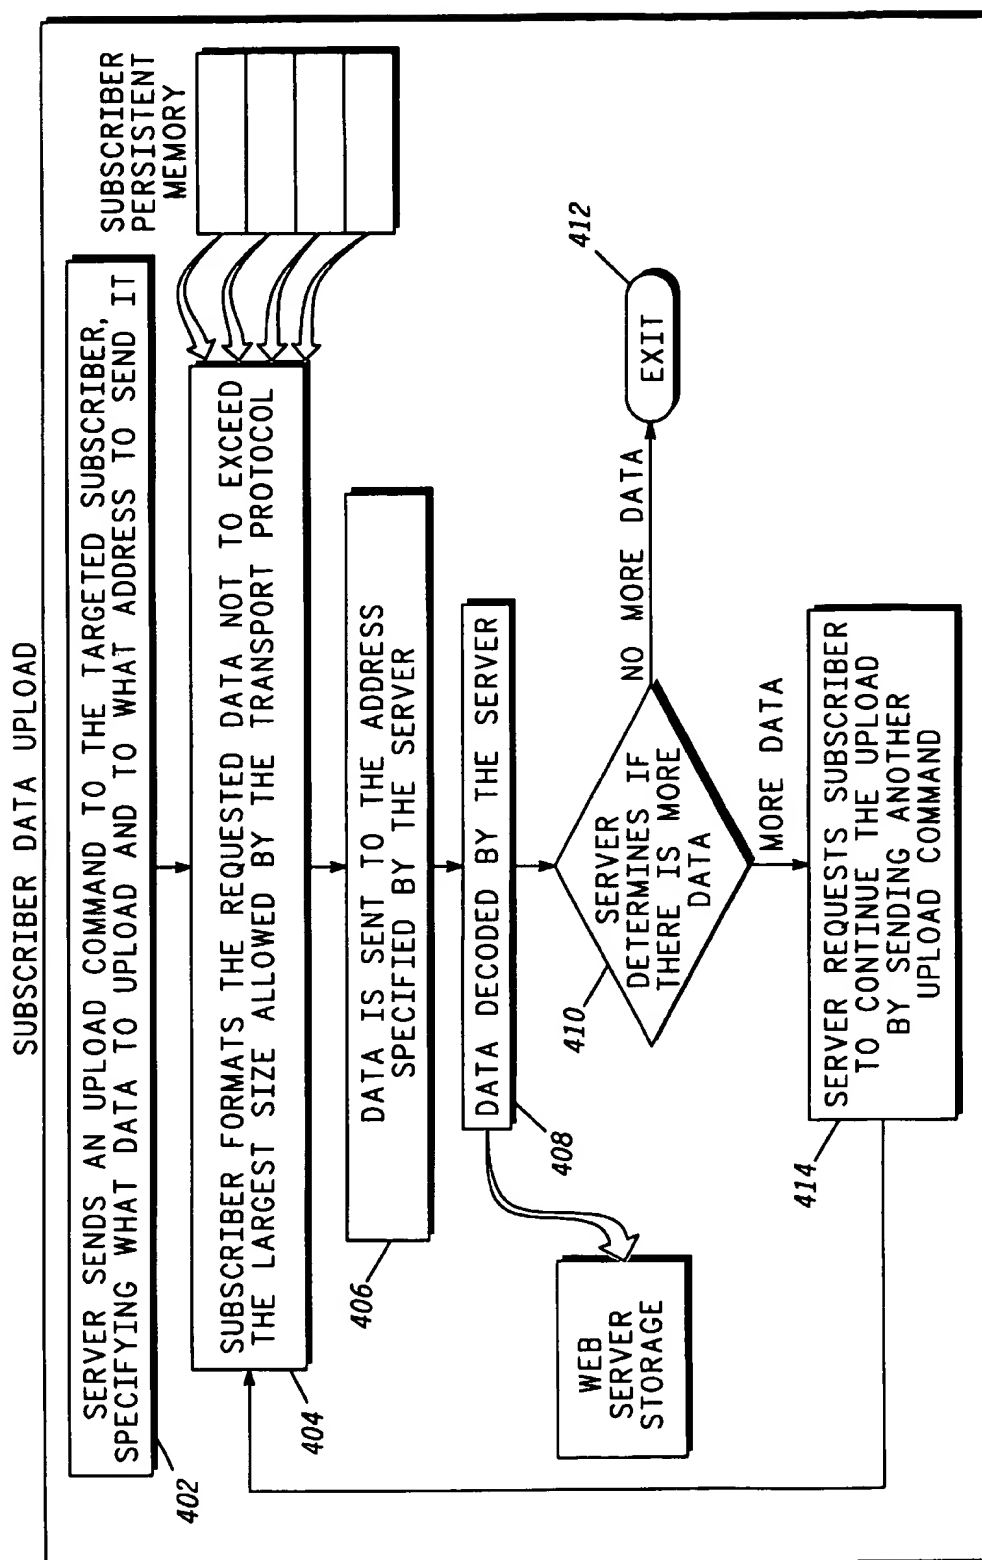 SUBSCRIBER DATA UPLOAD
SERVER SENDS AN UPLOAD COMMAND TO THE TARGETED SUBSCRIBER,
SPECIFYING WHAT DATA TO UPLOAD AND TO WHAT ADDRESS TO SEND IT
402
SUBSCRIBER
PERSISTENT
MEMORY
SUBSCRIBER FORMATS THE REQUESTED DATA NOT TO EXCEED
THE LARGEST SIZE ALLOWED BY THE TRANSPORT PROTOCOL
404
DATA IS SENT TO THE ADDRESS
SPECIFIED BY THE SERVER
406
DATA DECODED BY THE SERVER
408
WEB
SERVER
STORAGE
SERVER
DETERMINES IF
THERE IS MORE
DATA
410
NO MORE DATA
EXIT
412
MORE DATA
SERVER REQUESTS SUBSCRIBER
TO CONTINUE THE UPLOAD
BY SENDING ANOTHER
UPLOAD COMMAND
414